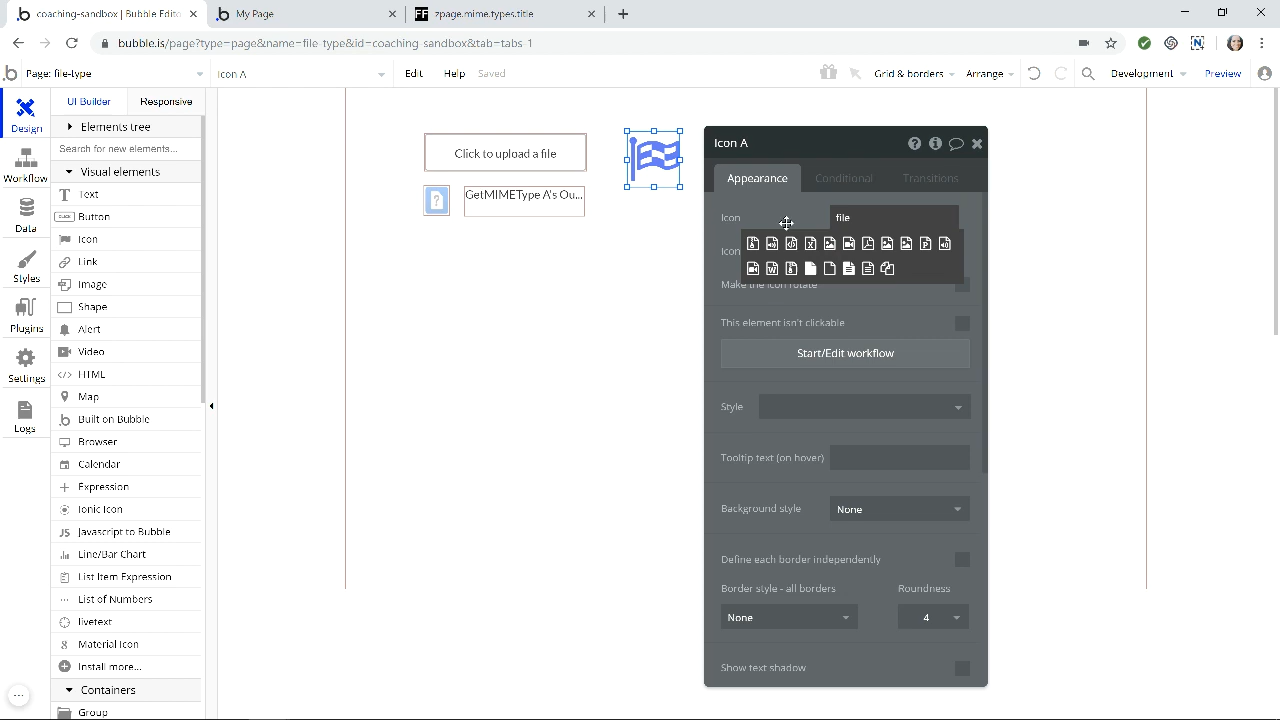 coaching-sandbox | Bubble Editor
My Page
zpage.mime.types.title
bubble.is/page?type=page&name=file_type&id=coaching-sandbox&tab=tabs-1
Page: file-type
Icon A
Edit
Help
Saved
Grid & borders
Arrange
Development
Preview
Design
Workflow
Data
Styles
Plugins
Settings
Logs
UI Builder
Responsive
Elements tree
Search for new elements...
Visual elements
Text
Button
Icon
Link
Image
Shape
Alert
Video
HTML
Map
Built on Bubble
Browser
Calendar
Expression
Ionic Icon
Javascript to Bubble
Line/Bar Chart
List Item Expression
List of Numbers
livetext
Material Icon
Install more...
Containers
Group
Click to upload a file
GetMIMEType A's Ou...
Icon A
Appearance
Conditional
Transitions
Icon
file
Icon
Make the icon rotate
This element isn't clickable
Start/Edit workflow
Style
Tooltip text (on hover)
Background style
None
Define each border independently
Border style - all borders
Roundness
None
4
Show text shadow